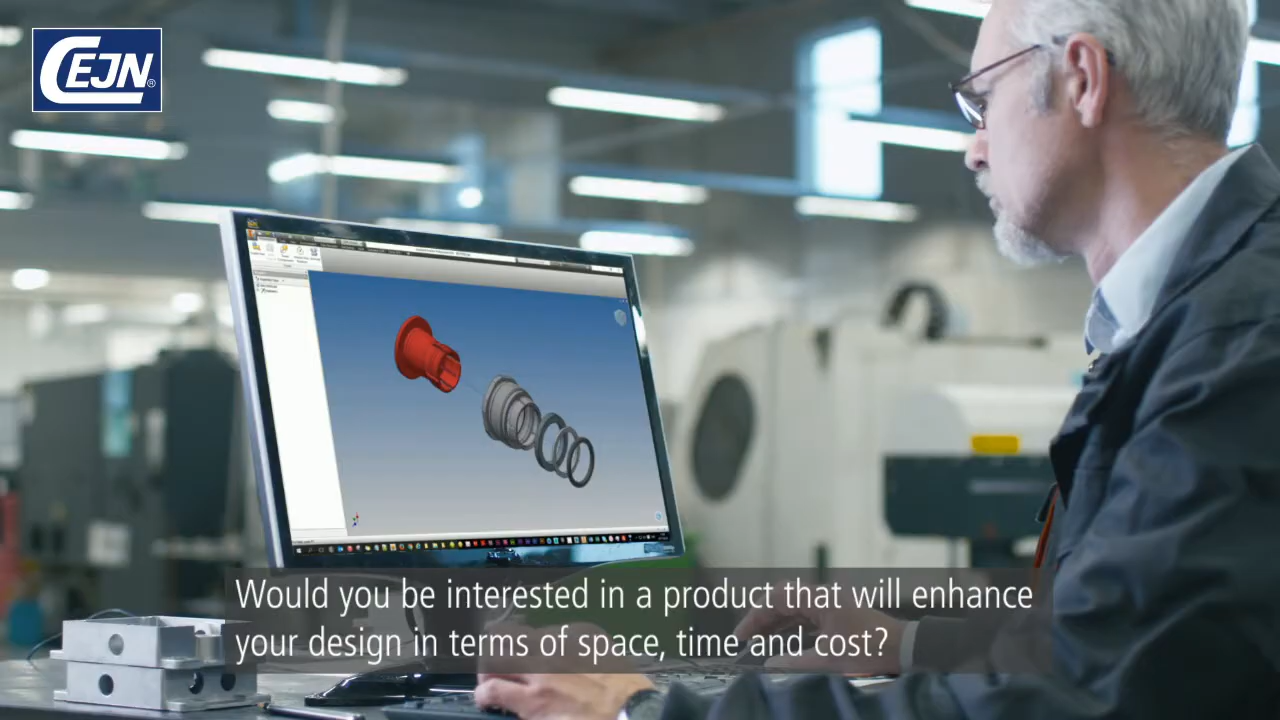 CEJN®
Would you be interested in a product that will enhance
your design in terms of space, time and cost?